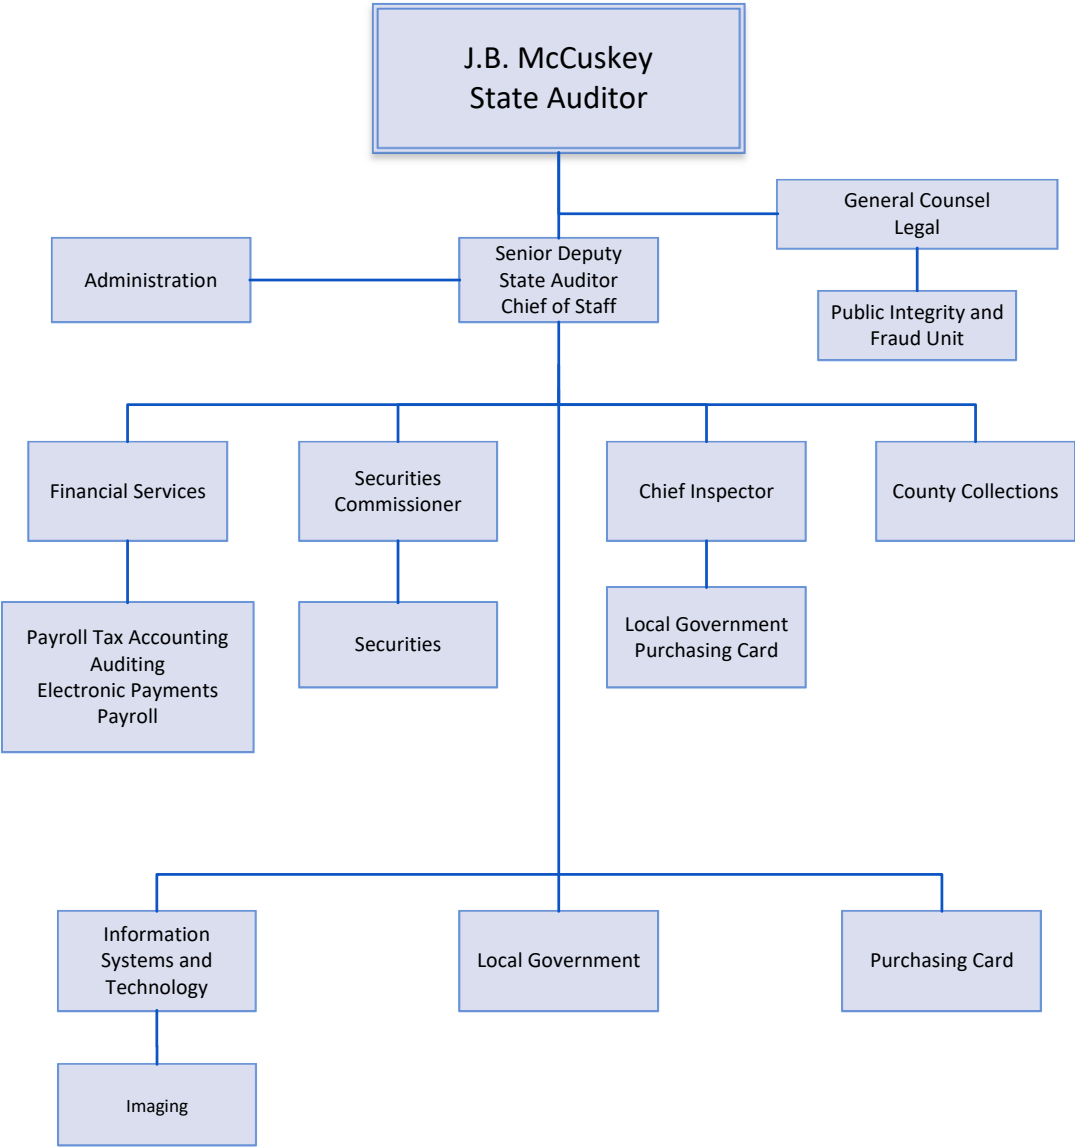 J.B. McCuskey
State Auditor
General Counsel
Legal
Administration
Senior Deputy
State Auditor
Chief of Staff
Public Integrity and
Fraud Unit
Financial Services
Securities
Commissioner
Chief Inspector
County Collections
Payroll Tax Accounting
Auditing
Electronic Payments
Payroll
Securities
Local Government
Purchasing Card
Information
Systems and
Technology
Local Government
Purchasing Card
Imaging